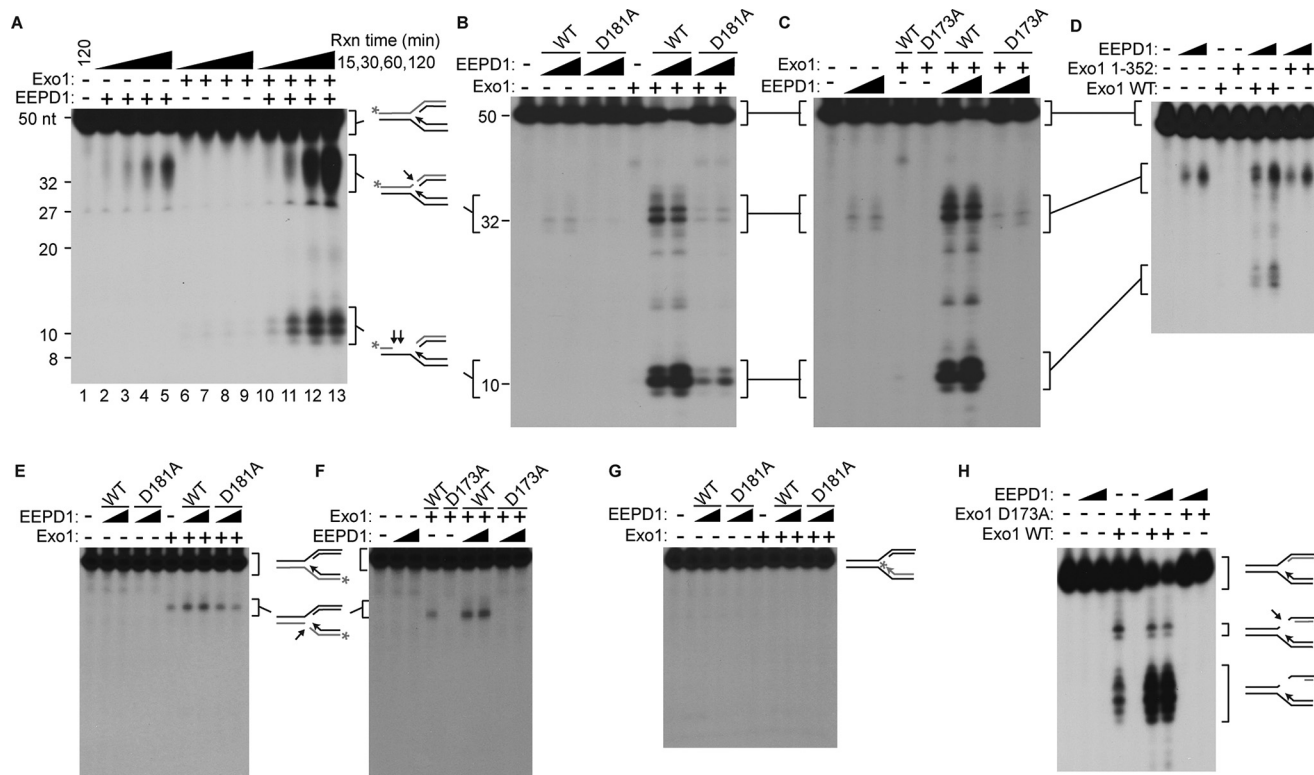 A
120
Rxn time (min)
15,30,60,120
Exo1: - - - - - + + + + + + + +
EEPD1: - + + + + - - - - + + + +
50 nt
32
27
20
10
8
*
*
*
1 2 3 4 5 6 7 8 9 10 11 12 13
B
WT D181A WT D181A
EEPD1: - -
Exo1: - - - - - + + + + +
50
32
10
C
WT D173A WT D173A
Exo1: - - - + + + + + +
EEPD1: - - -
D
EEPD1: - - -
Exo1 1-352: - - - - + - - + +
Exo1 WT: - - - + - + + - -
E
WT D181A WT D181A
EEPD1: - -
Exo1: - - - - - + + + + +
*
*
F
WT D173A WT D173A
Exo1: - - - + + + + + +
EEPD1: - - -
G
WT D181A WT D181A
EEPD1: - -
Exo1: - - - - - + + + + +
*
H
EEPD1: - - -
Exo1 D173A: - - - - + - - + +
Exo1 WT: - - - + - + + - -